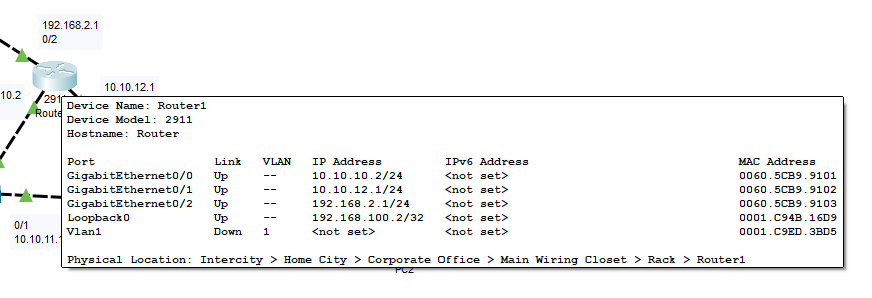 192.168.2.1
0/2
10.2
2911
Route
10.10.12.1
Device Name: Router1
Device Model: 2911
Hostname: Router
Port Link VLAN IP Address IPv6 Address MAC Address
GigabitEthernet0/0 Up -- 10.10.10.2/24 <not set> 0060.5CB9.9101
GigabitEthernet0/1 Up -- 10.10.12.1/24 <not set> 0060.5CB9.9102
GigabitEthernet0/2 Up -- 192.168.2.1/24 <not set> 0060.5CB9.9103
Loopback0 Up -- 192.168.100.2/32 <not set> 0001.C94B.16D9
Vlan1 Down 1 <not set> <not set> 0001.C9ED.3BD5
Physical Location: Intercity > Home City > Corporate Office > Main Wiring Closet > Rack > Router1
0/1
10.10.11.
PC2